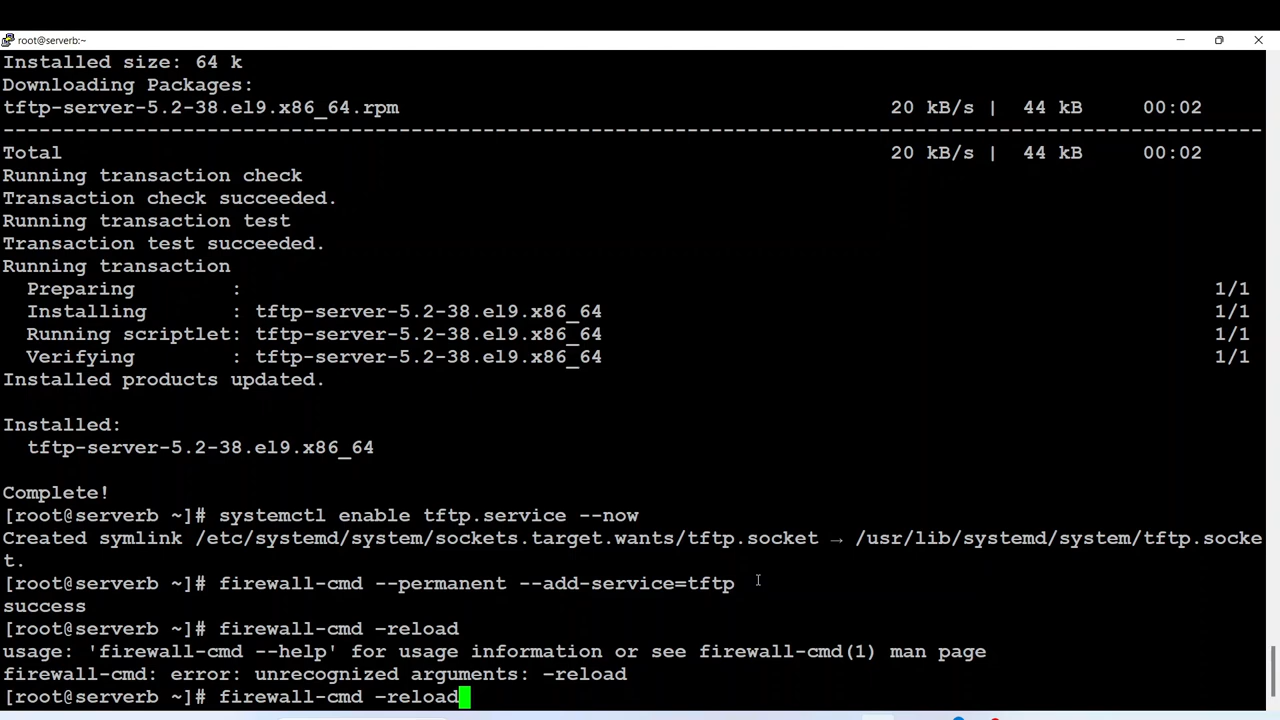 root@serverb:~
Installed size: 64 k
Downloading Packages:
tftp-server-5.2-38.el9.x86_64.rpm 20 kB/s | 44 kB 00:02
--------------------------------------------------------------------------------------------------------
Total 20 kB/s | 44 kB 00:02
Running transaction check
Transaction check succeeded.
Running transaction test
Transaction test succeeded.
Running transaction
  Preparing        : 1/1
  Installing       : tftp-server-5.2-38.el9.x86_64 1/1
  Running scriptlet: tftp-server-5.2-38.el9.x86_64 1/1
  Verifying        : tftp-server-5.2-38.el9.x86_64 1/1
Installed products updated.
Installed:
  tftp-server-5.2-38.el9.x86_64
Complete!
[root@serverb ~]# systemctl enable tftp.service --now
Created symlink /etc/systemd/system/sockets.target.wants/tftp.socket → /usr/lib/systemd/system/tftp.socke
t.
[root@serverb ~]# firewall-cmd --permanent --add-service=tftp
success
[root@serverb ~]# firewall-cmd –reload
usage: 'firewall-cmd --help' for usage information or see firewall-cmd(1) man page
firewall-cmd: error: unrecognized arguments: –reload
[root@serverb ~]# firewall-cmd –reload